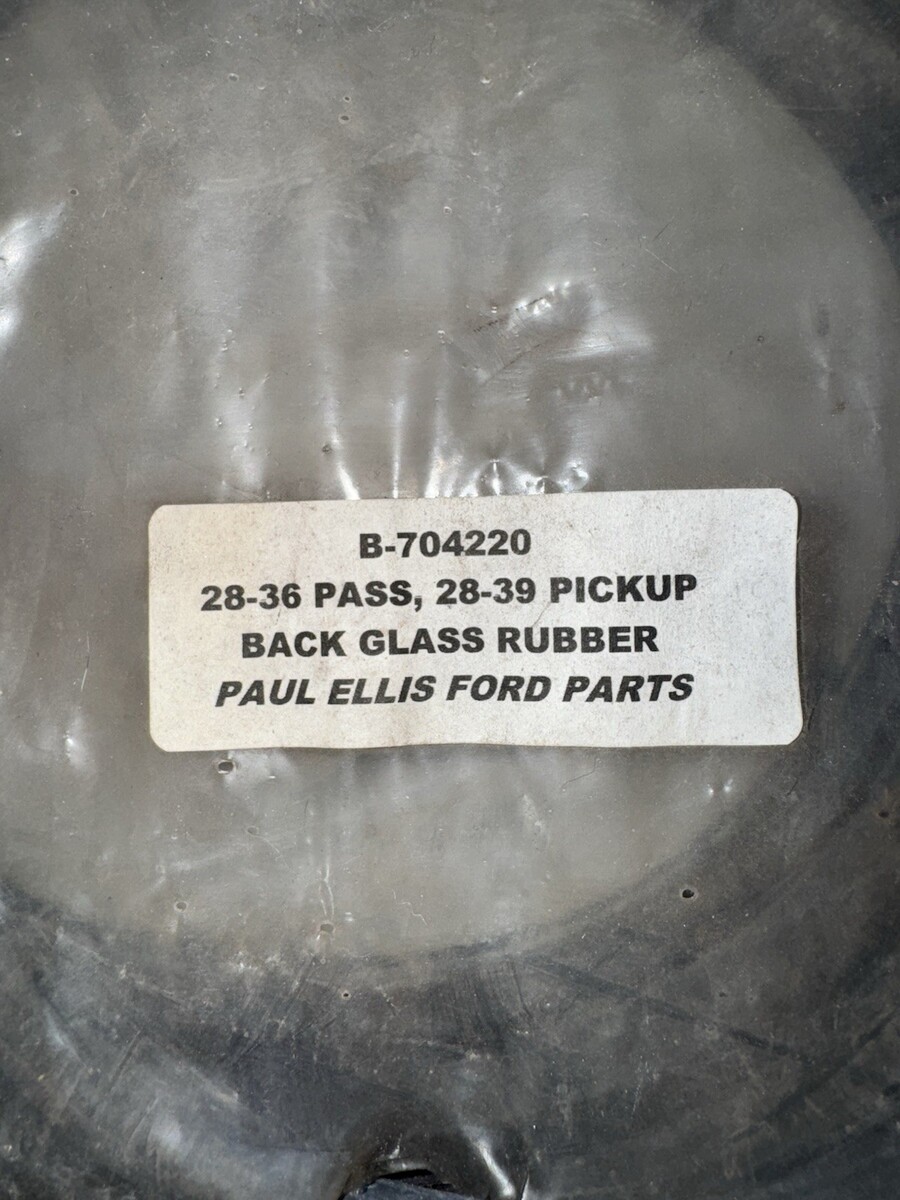 B-704220
28-36 PASS, 28-39 PICKUP
BACK GLASS RUBBER
PAUL ELLIS FORD PARTS